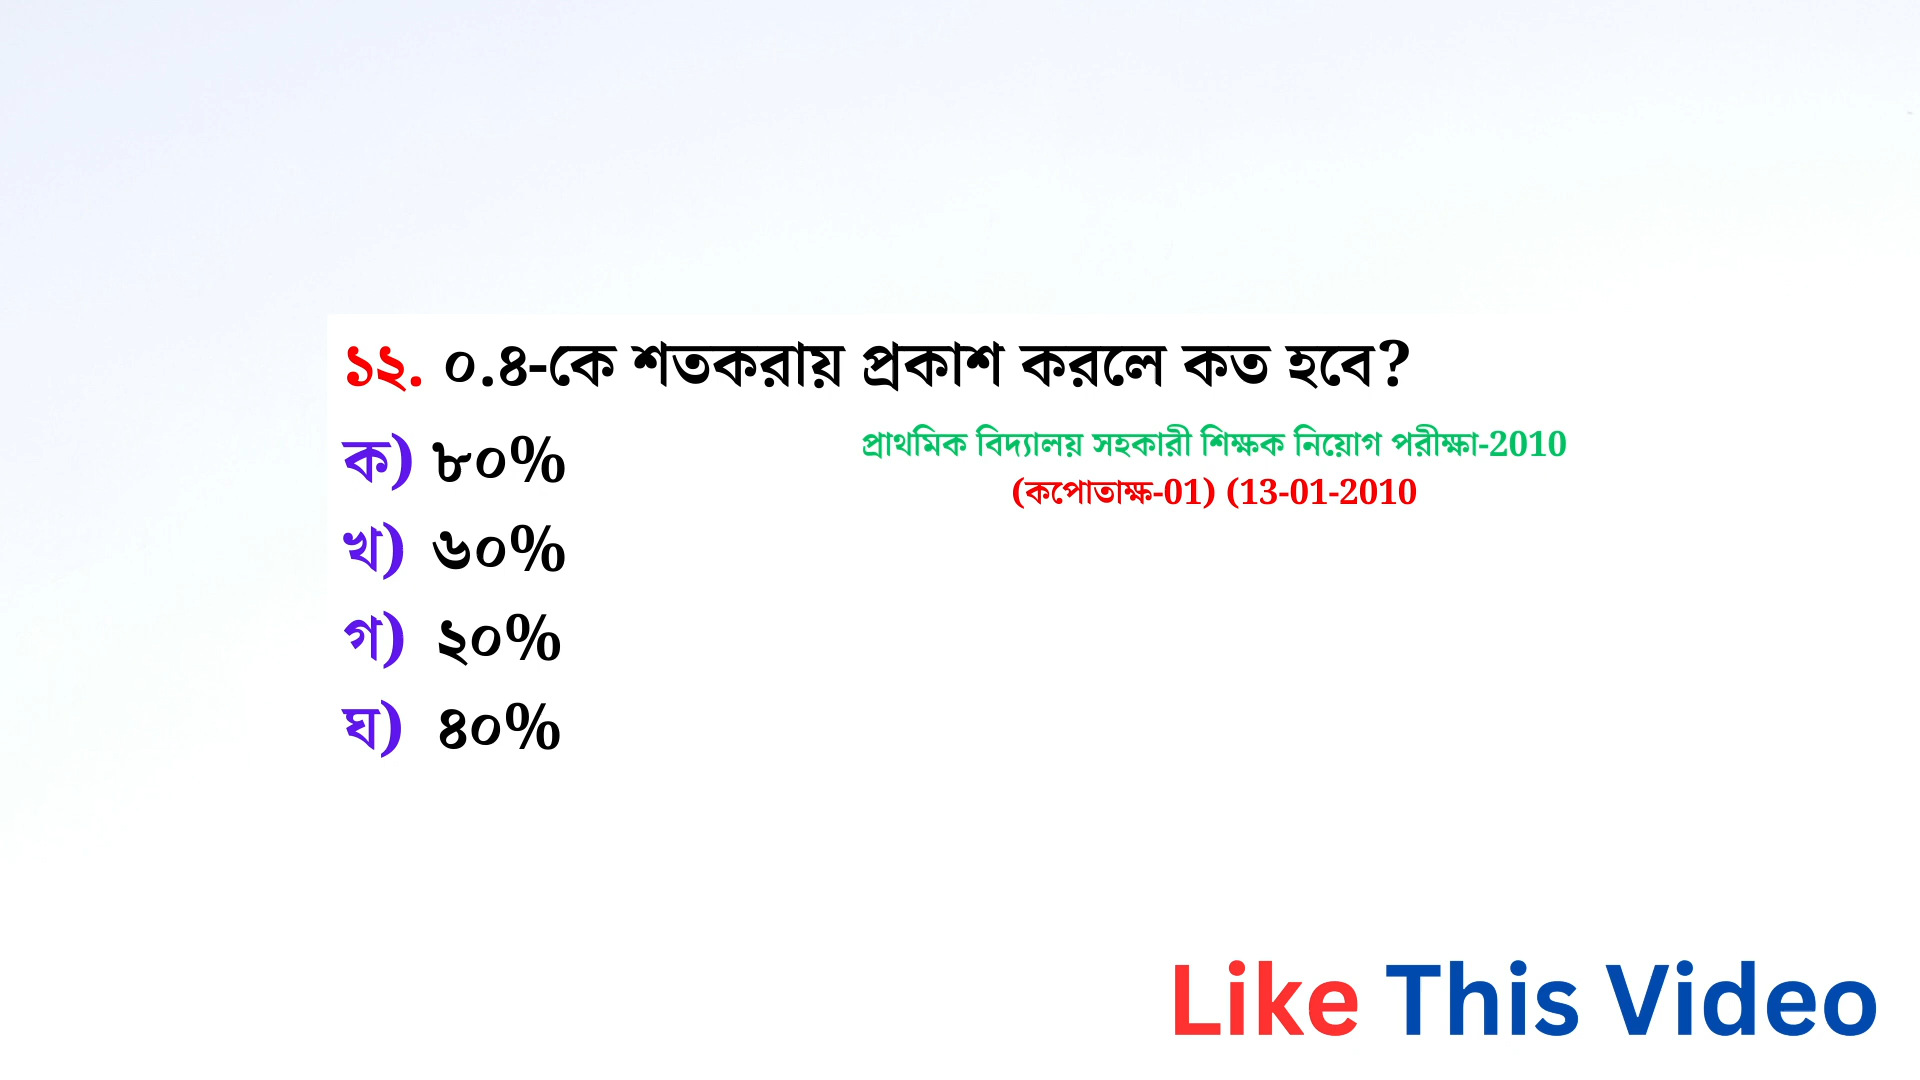 ১২. ০.৪-কে শতকরায় প্রকাশ করলে কত হবে?
ক) ৮০%
প্রাথমিক বিদ্যালয় সহকারী শিক্ষক নিয়োগ পরীক্ষা-2010
(কপোতাক্ষ-01) (13-01-2010
খ) ৬০%
গ) ২০%
ঘ) ৪০%
Like This Video